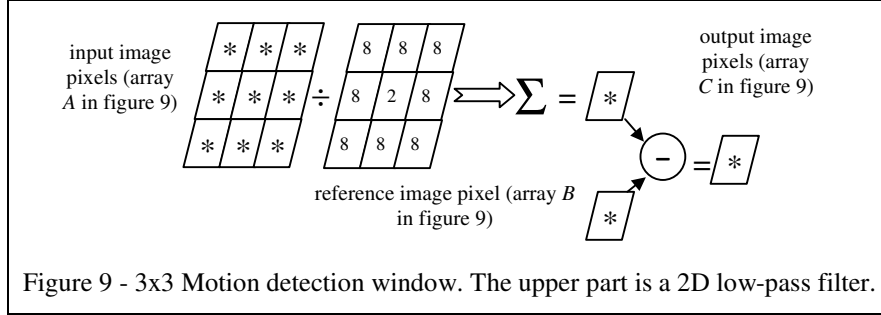 input image
pixels (array
A in figure 9)
* * *
* * *
* * *
÷
8 8 8
8 2 8
8 8 8
Σ = *
output image
pixels (array
C in figure 9)
- = *
reference image pixel (array B
in figure 9)
*
Figure 9 - 3x3 Motion detection window. The upper part is a 2D low-pass filter.